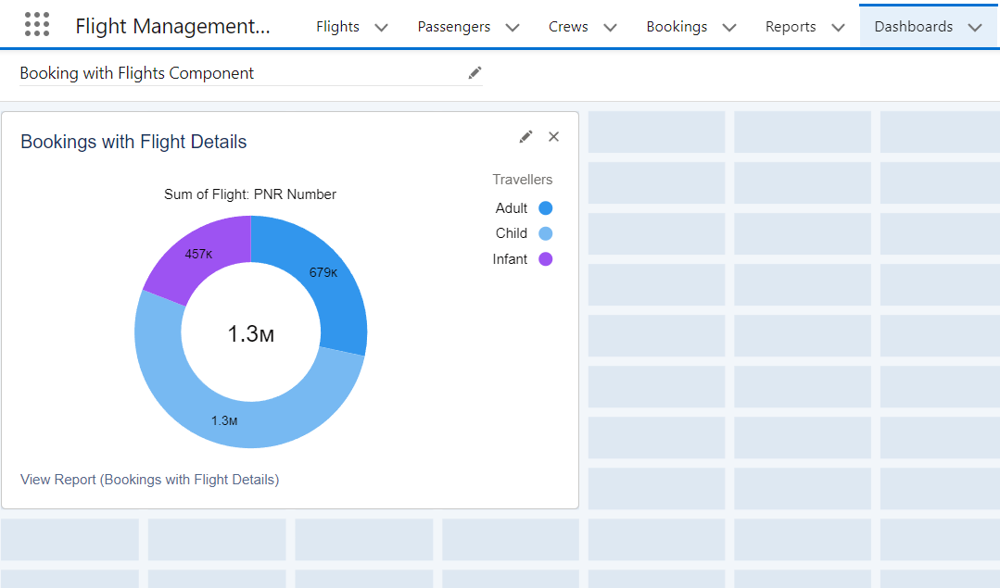 Flight Management...
Flights
Passengers
Crews
Bookings
Reports
Dashboards
Booking with Flights Component
Bookings with Flight Details
Travellers
Sum of Flight: PNR Number
Adult
Child
Infant
457K
679K
1.3M
1.3M
View Report (Bookings with Flight Details)